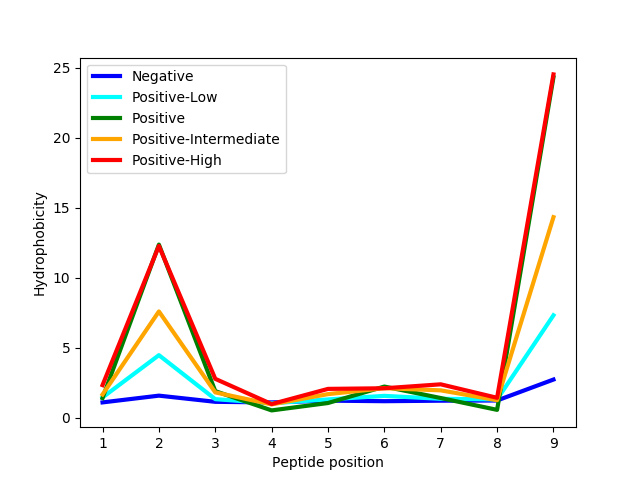 25
20
15
10
5
0
Hydrophobicity
Negative
Positive-Low
Positive
Positive-Intermediate
Positive-High
1 2 3 4 5 6 7 8 9
Peptide position